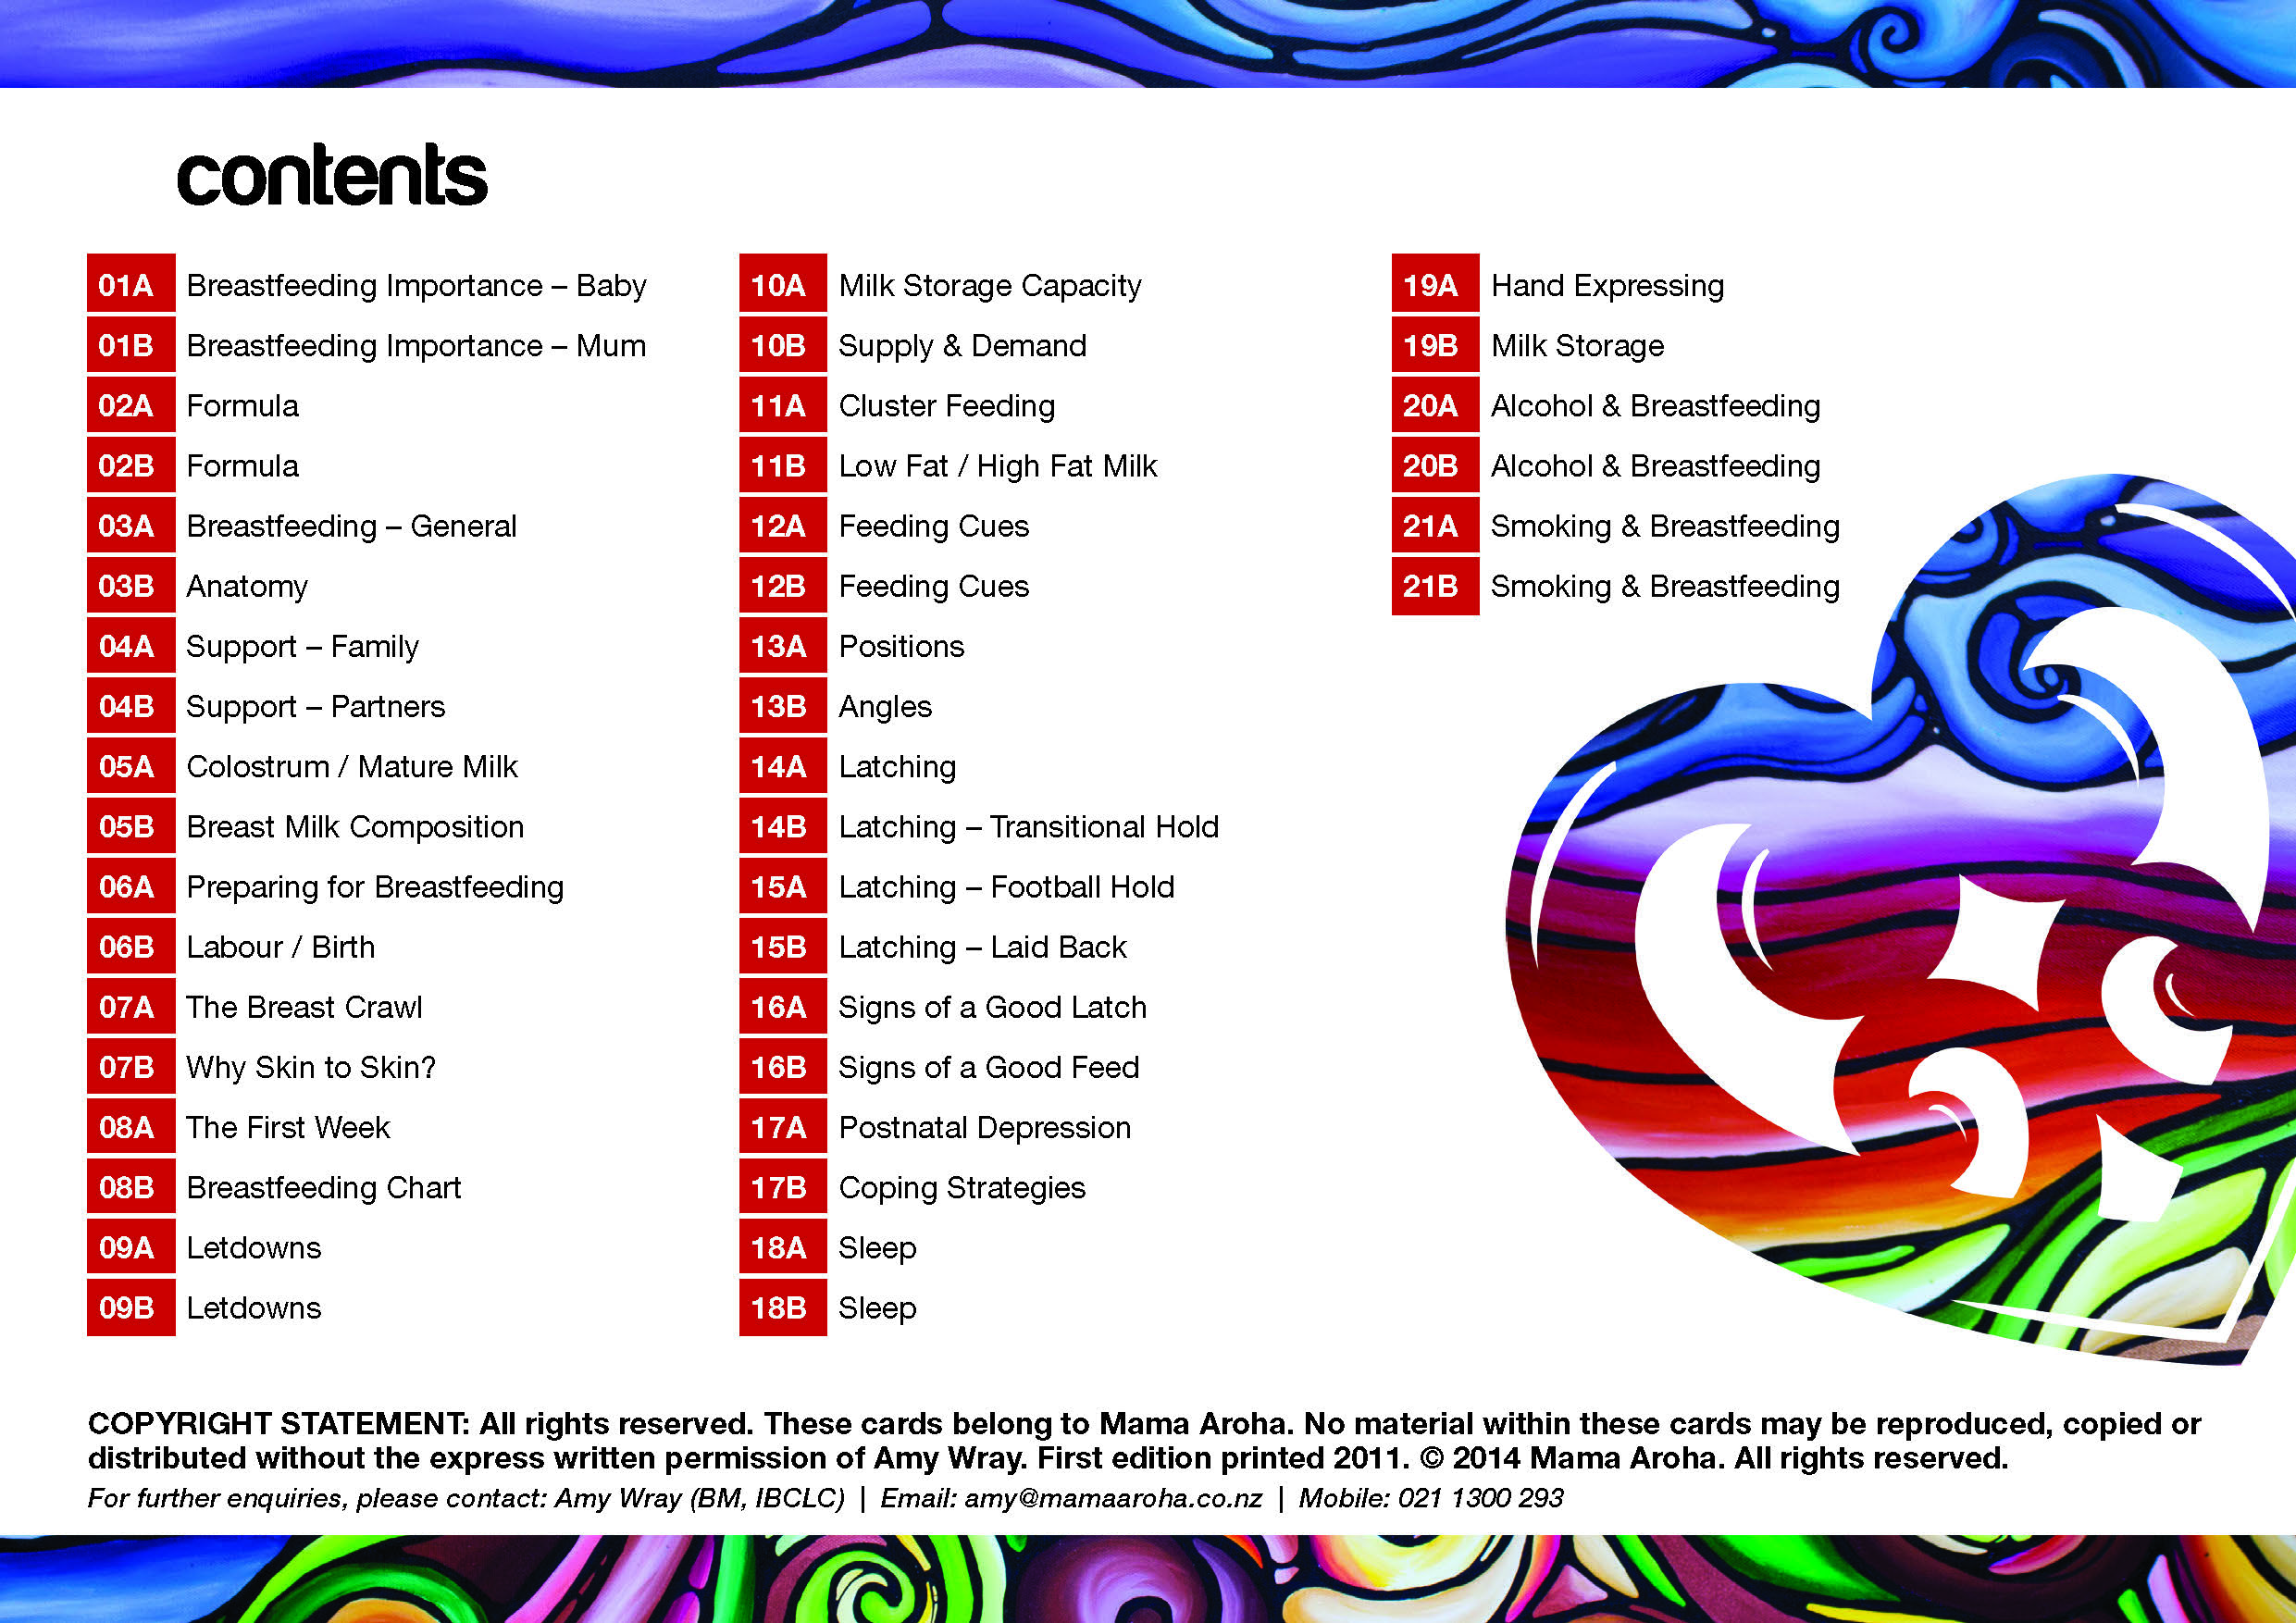 contents
01A Breastfeeding Importance – Baby
01B Breastfeeding Importance – Mum
02A Formula
02B Formula
03A Breastfeeding – General
03B Anatomy
04A Support – Family
04B Support – Partners
05A Colostrum / Mature Milk
05B Breast Milk Composition
06A Preparing for Breastfeeding
06B Labour / Birth
07A The Breast Crawl
07B Why Skin to Skin?
08A The First Week
08B Breastfeeding Chart
09A Letdowns
09B Letdowns
10A Milk Storage Capacity
10B Supply & Demand
11A Cluster Feeding
11B Low Fat / High Fat Milk
12A Feeding Cues
12B Feeding Cues
13A Positions
13B Angles
14A Latching
14B Latching – Transitional Hold
15A Latching – Football Hold
15B Latching – Laid Back
16A Signs of a Good Latch
16B Signs of a Good Feed
17A Postnatal Depression
17B Coping Strategies
18A Sleep
18B Sleep
19A Hand Expressing
19B Milk Storage
20A Alcohol & Breastfeeding
20B Alcohol & Breastfeeding
21A Smoking & Breastfeeding
21B Smoking & Breastfeeding
COPYRIGHT STATEMENT: All rights reserved. These cards belong to Mama Aroha. No material within these cards may be reproduced, copied or
distributed without the express written permission of Amy Wray. First edition printed 2011. © 2014 Mama Aroha. All rights reserved.
For further enquiries, please contact: Amy Wray (BM, IBCLC) | Email: amy@mamaaroha.co.nz | Mobile: 021 1300 293